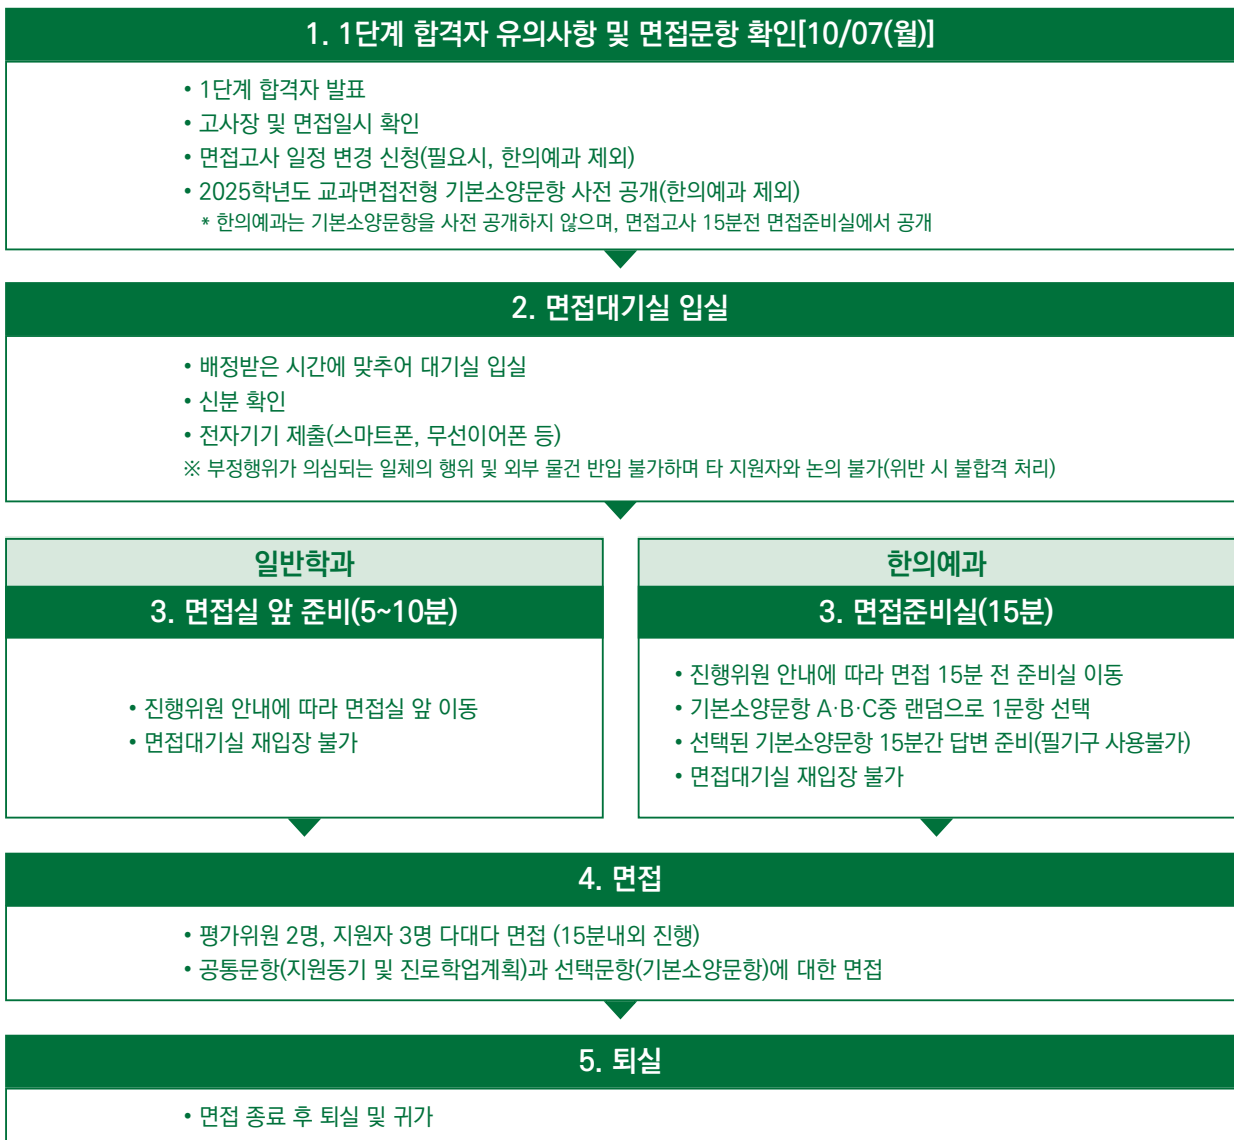 1. 1단계 합격자 유의사항 및 면접문항 확인[10/07(월)]
• 1단계 합격자 발표
• 고사장 및 면접일시 확인
• 면접고사 일정 변경 신청(필요시, 한의예과 제외)
• 2025학년도 교과면접전형 기본소양문항 사전 공개(한의예과 제외)
* 한의예과는 기본소양문항을 사전 공개하지 않으며, 면접고사 15분전 면접준비실에서 공개
2. 면접대기실 입실
• 배정받은 시간에 맞추어 대기실 입실
• 신분 확인
• 전자기기 제출(스마트폰, 무선이어폰 등)
※ 부정행위가 의심되는 일체의 행위 및 외부 물건 반입 불가하며 타 지원자와 논의 불가(위반 시 불합격 처리)
일반학과
3. 면접실 앞 준비(5~10분)
• 진행위원 안내에 따라 면접실 앞 이동
• 면접대기실 재입장 불가
한의예과
3. 면접준비실(15분)
• 진행위원 안내에 따라 면접 15분 전 준비실 이동
• 기본소양문항 A·B·C중 랜덤으로 1문항 선택
• 선택된 기본소양문항 15분간 답변 준비(필기구 사용불가)
• 면접대기실 재입장 불가
4. 면접
• 평가위원 2명, 지원자 3명 다대다 면접 (15분내외 진행)
• 공통문항(지원동기 및 진로학업계획)과 선택문항(기본소양문항)에 대한 면접
5. 퇴실
• 면접 종료 후 퇴실 및 귀가